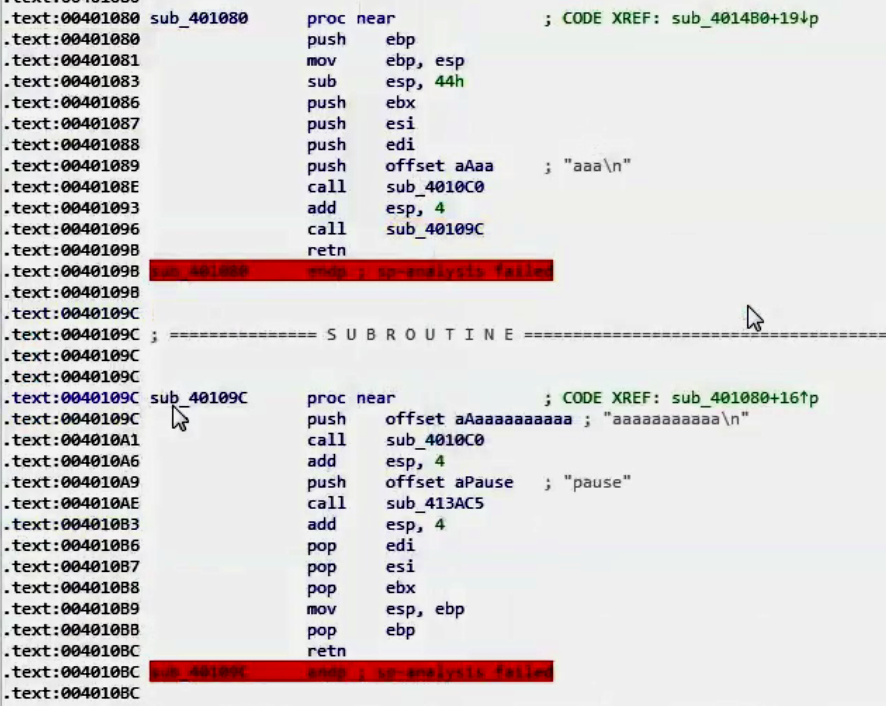 .text:00401080 sub_401080 proc near ; CODE XREF: sub_4014B0+19↓p
.text:00401080 push ebp
.text:00401081 mov ebp, esp
.text:00401083 sub esp, 44h
.text:00401086 push ebx
.text:00401087 push esi
.text:00401088 push edi
.text:00401089 push offset aAaa ; "aaa\n"
.text:0040108E call sub_4010C0
.text:00401093 add esp, 4
.text:00401096 call sub_40109C
.text:0040109B retn
.text:0040109B sub_401080 endp ; sp-analysis failed
.text:0040109B
.text:0040109C
.text:0040109C ; =============== S U B R O U T I N E =======================================
.text:0040109C
.text:0040109C
.text:0040109C sub_40109C proc near ; CODE XREF: sub_401080+16↑p
.text:0040109C push offset aAaaaaaaaaaa ; "aaaaaaaaaaa\n"
.text:004010A1 call sub_4010C0
.text:004010A6 add esp, 4
.text:004010A9 push offset aPause ; "pause"
.text:004010AE call sub_413AC5
.text:004010B3 add esp, 4
.text:004010B6 pop edi
.text:004010B7 pop esi
.text:004010B8 pop ebx
.text:004010B9 mov esp, ebp
.text:004010BB pop ebp
.text:004010BC retn
.text:004010BC sub_40109C endp ; sp-analysis failed
.text:004010BC